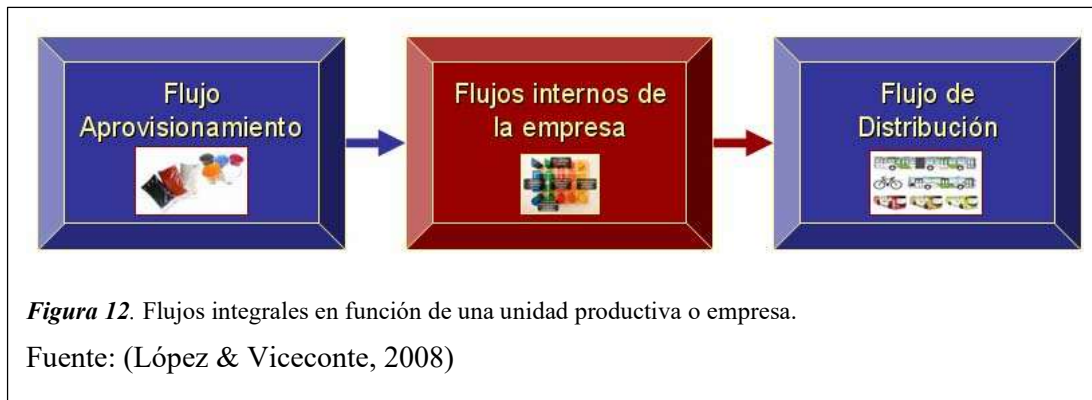 Flujo
Aprovisionamiento
Flujos internos de
la empresa
Flujo de
Distribución
Figura 12. Flujos integrales en función de una unidad productiva o empresa.
Fuente: (López & Viceconte, 2008)